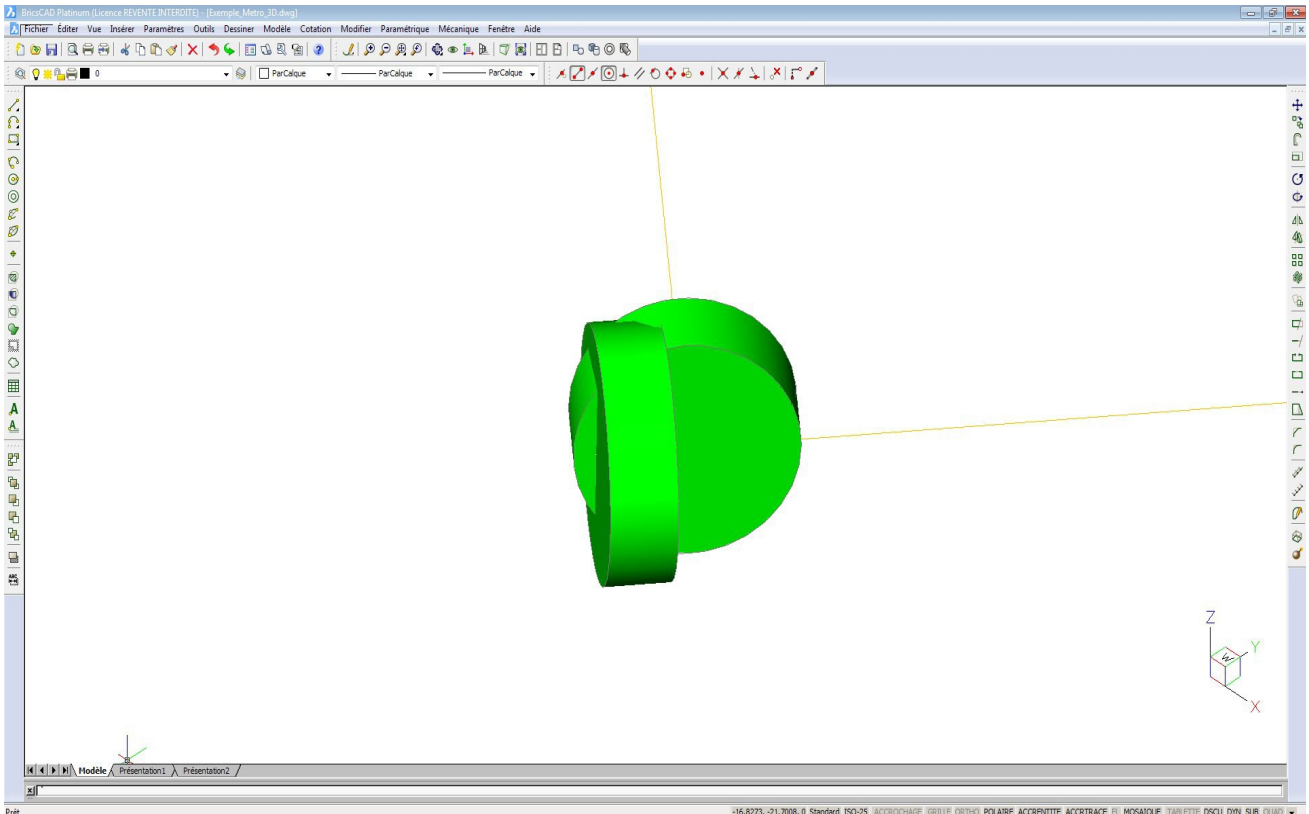 BricsCAD Platinum (Licence REVENTE INTERDITE) - [Exemple_Metro_3D.dwg]
Fichier Éditer Vue Insérer Paramètres Outils Dessiner Modèle Cotation Modifier Paramétrique Mécanique Fenêtre Aide
0 ParCalque ParCalque ParCalque
A
A
ABC
Z
W
Y
X
Modèle Présentation1 Présentation2
Prêt -16.8273, -21.7008, 0 Standard ISO-25 ACCROCHAGE GRILLE ORTHO POLAIRE ACCRENTITE ACCRTRACE EL MOSAIQUE TABLETTE DSCU DYN SUB QUAD